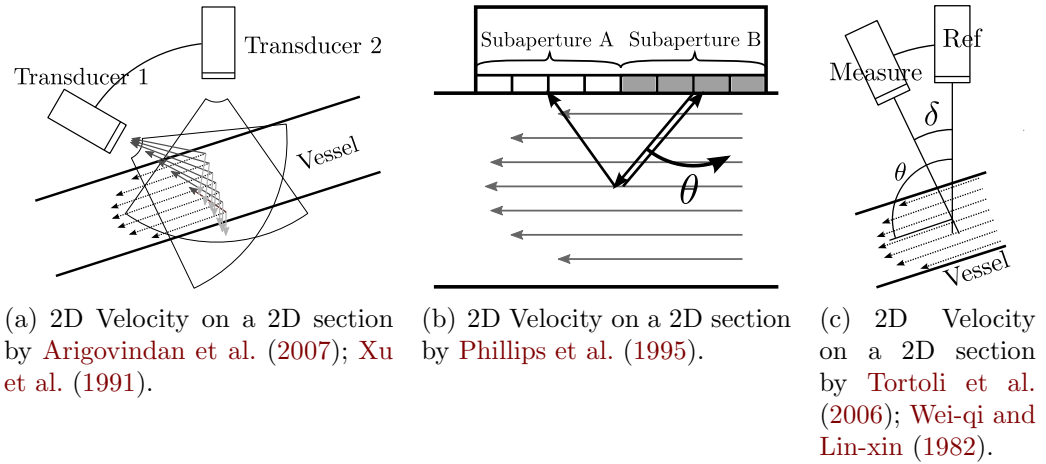 Transducer 1
Transducer 2
Vessel
Subaperture A
Subaperture B
θ
Measure
Ref
δ
θ
Vessel
(a) 2D Velocity on a 2D section
by Arigovindan et al. (2007); Xu
et al. (1991).
(b) 2D Velocity on a 2D section
by Phillips et al. (1995).
(c) 2D Velocity
on a 2D section
by Tortoli et al.
(2006); Wei-qi and
Lin-xin (1982).